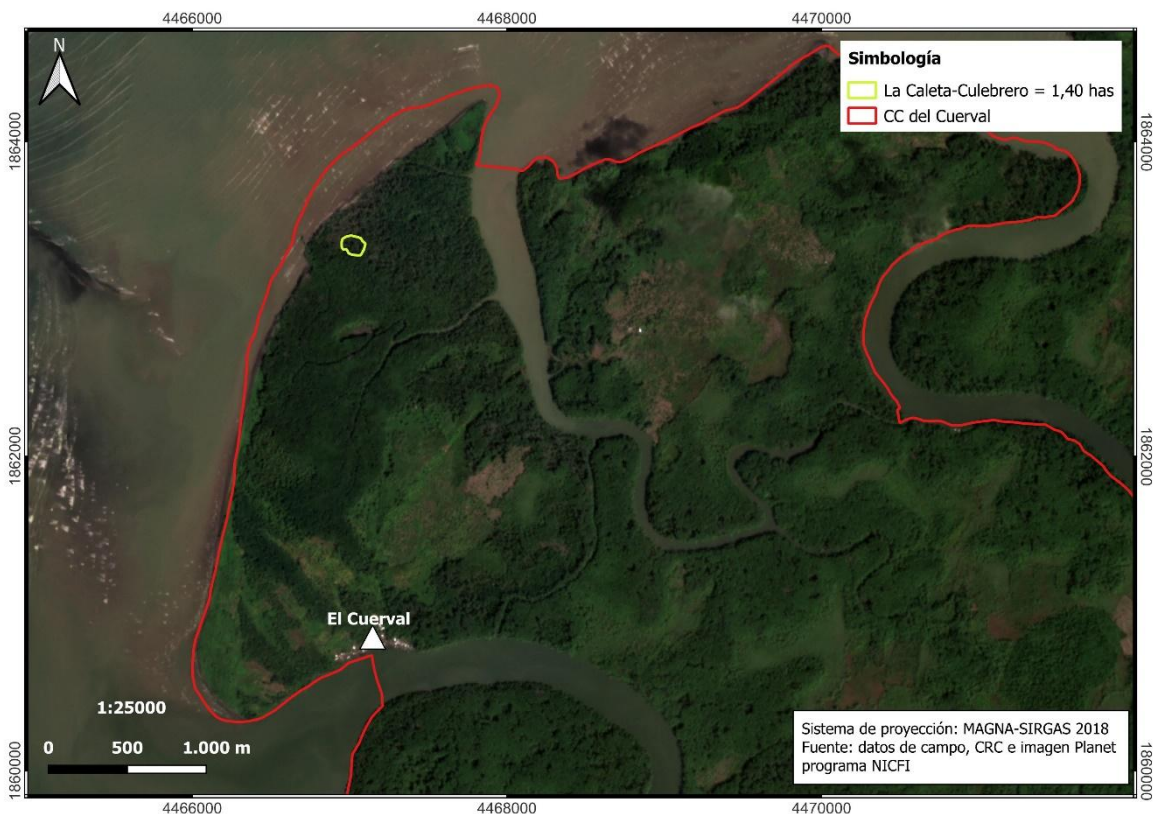 4466000 4468000 4470000
N
Simbología
La Caleta-Culebrero = 1,40 has
CC del Cuerval
1864000 1864000
1862000 1862000
El Cuerval
1:25000
0 500 1.000 m
Sistema de proyección: MAGNA-SIRGAS 2018
Fuente: datos de campo, CRC e imagen Planet
programa NICFI
1860000 1860000
4466000 4468000 4470000